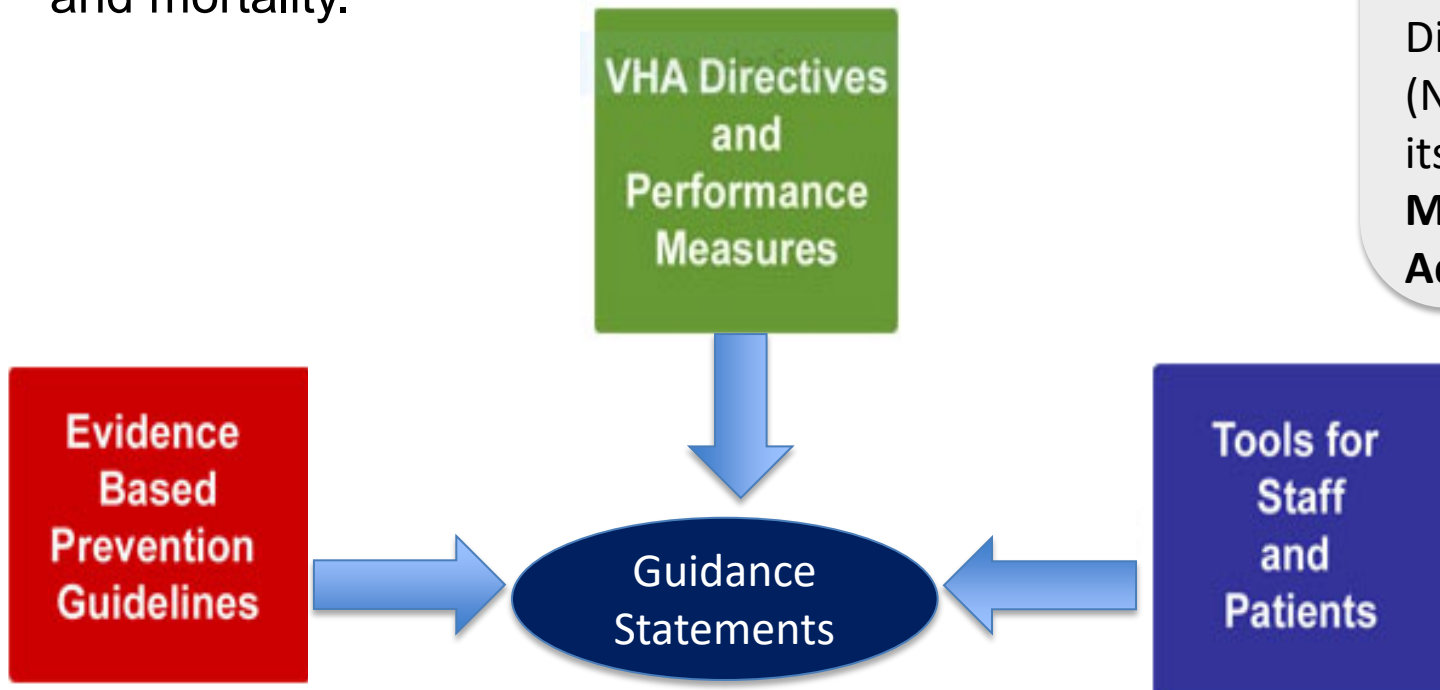 and mortality.
VHA Directives
and
Performance
Measures
Evidence
Based
Prevention
Guidelines
Guidance
Statements
Tools for
Staff
and
Patients